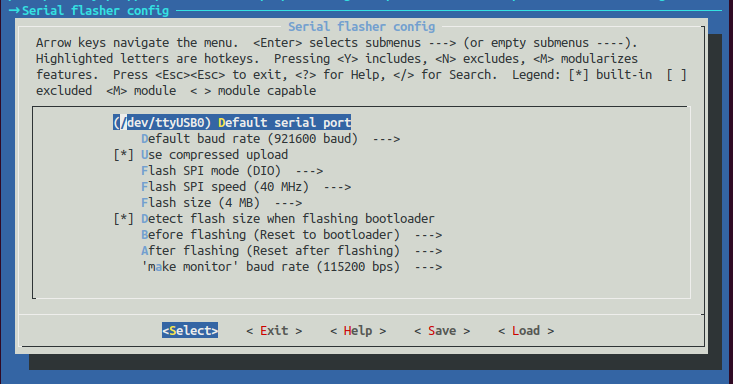 →Serial flasher config
Serial flasher config
Arrow keys navigate the menu. <Enter> selects submenus ---> (or empty submenus ----).
Highlighted letters are hotkeys. Pressing <Y> includes, <N> excludes, <M> modularizes
features. Press <Esc><Esc> to exit, <?> for Help, </> for Search. Legend: [*] built-in [ ]
excluded <M> module < > module capable
(/dev/ttyUSB0) Default serial port
Default baud rate (921600 baud) --->
[*] Use compressed upload
Flash SPI mode (DIO) --->
Flash SPI speed (40 MHz) --->
Flash size (4 MB) --->
[*] Detect flash size when flashing bootloader
Before flashing (Reset to bootloader) --->
After flashing (Reset after flashing) --->
'make monitor' baud rate (115200 bps) --->
<Select> < Exit > < Help > < Save > < Load >